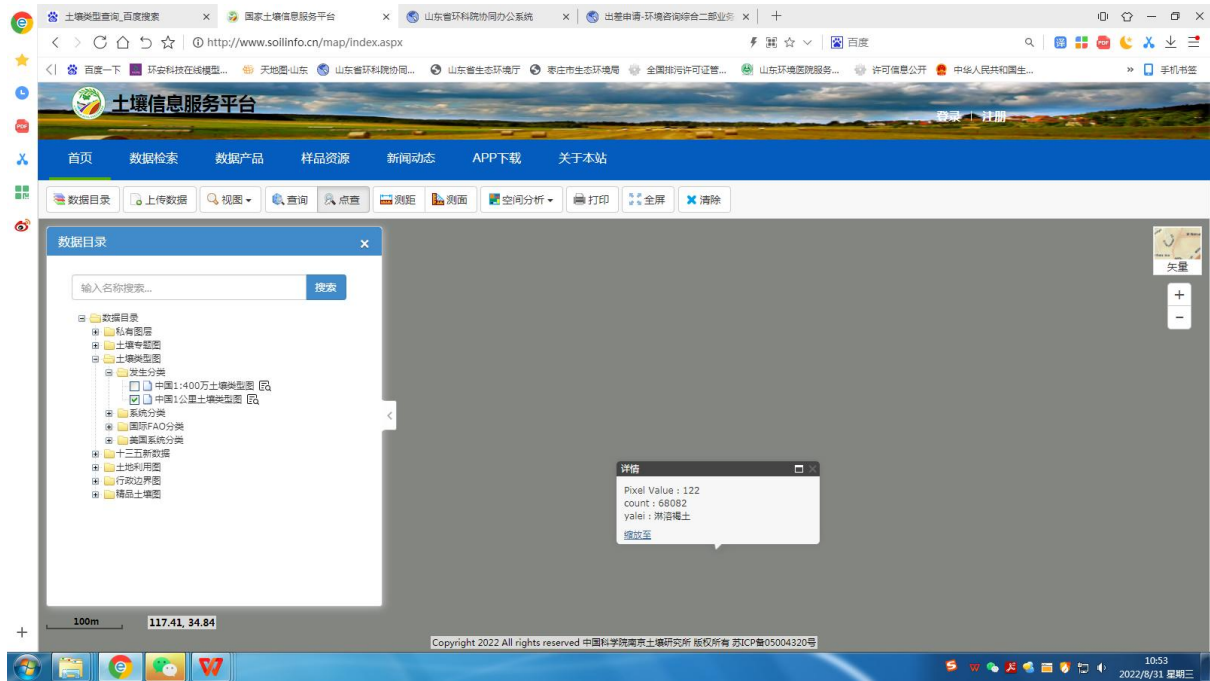 土壤类型查询_百度搜索
国家土壤信息服务平台
山东省环科院协同办公系统
出差申请-环境咨询综合二部业务
http://www.soilinfo.cn/map/index.aspx
百度
百度一下
环安科技在线模型...
天地图·山东
山东省环科院协同...
山东省生态环境厅
枣庄市生态环境局
全国排污许可证管...
山东环境医院服务...
许可信息公开
中华人民共和国生...
»
手机书签
土壤信息服务平台
登录 | 注册
首页
数据检索
数据产品
样品资源
新闻动态
APP下载
关于本站
数据目录
上传数据
视图
查询
点查
测距
测面
空间分析
打印
全屏
清除
数据目录
输入名称搜索...
搜索
数据目录
私有图层
土壤专题图
土壤类型图
发生分类
中国1:400万土壤类型图
中国1公里土壤类型图
系统分类
国际FAO分类
美国系统分类
十三五新数据
土地利用图
行政边界图
精品土壤图
矢量
详情
Pixel Value : 122
count : 68082
yalei : 淋溶褐土
缩放至
100m
117.41, 34.84
Copyright 2022 All rights reserved 中国科学院南京土壤研究所 版权所有 苏ICP备05004320号
10:53
2022/8/31 星期三